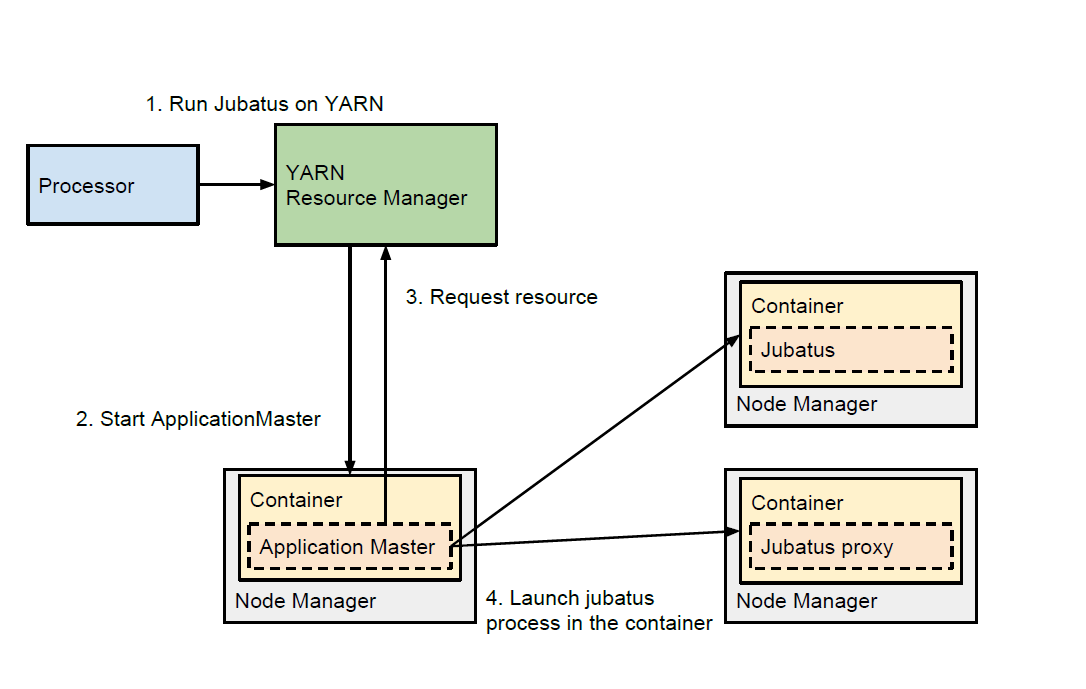 1. Run Jubatus on YARN
Processor
YARN
Resource Manager
3. Request resource
2. Start ApplicationMaster
Container
Jubatus
Node Manager
Container
Application Master
Node Manager
4. Launch jubatus
process in the container
Container
Jubatus proxy
Node Manager